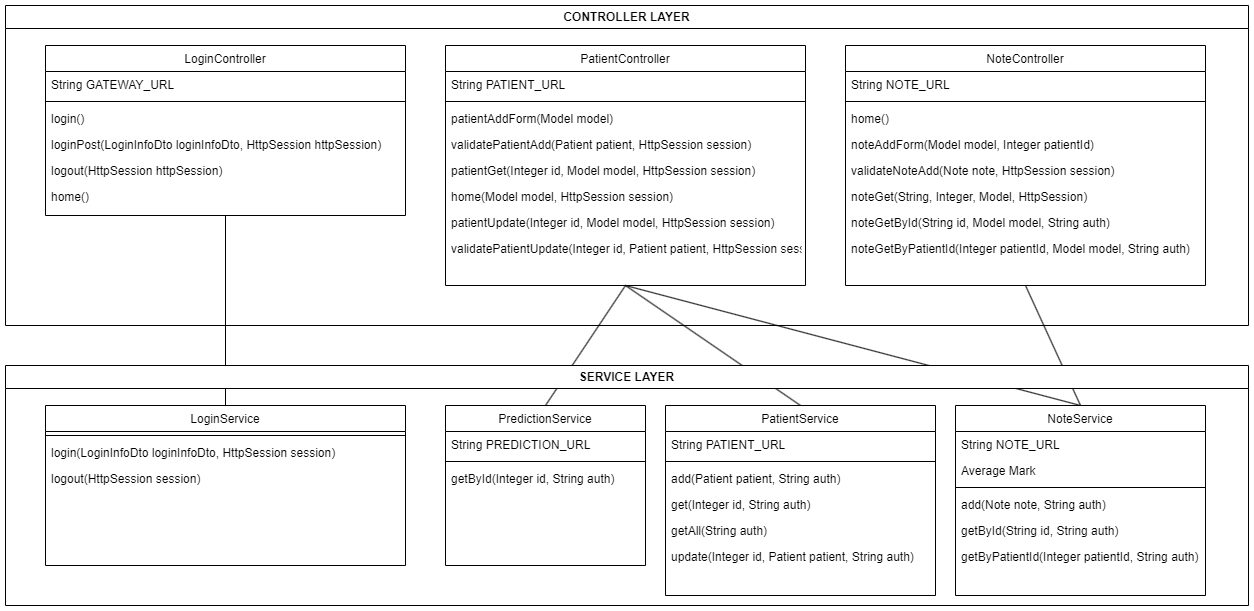 CONTROLLER LAYER
LoginController
String GATEWAY_URL
login()
loginPost(LoginInfoDto loginInfoDto, HttpSession httpSession)
logout(HttpSession httpSession)
home()
PatientController
String PATIENT_URL
patientAddForm(Model model)
validatePatientAdd(Patient patient, HttpSession session)
patientGet(Integer id, Model model, HttpSession session)
home(Model model, HttpSession session)
patientUpdate(Integer id, Model model, HttpSession session)
validatePatientUpdate(Integer id, Patient patient, HttpSession ses
NoteController
String NOTE_URL
home()
noteAddForm(Model model, Integer patientId)
validateNoteAdd(Note note, HttpSession session)
noteGet(String, Integer, Model, HttpSession)
noteGetById(String id, Model model, String auth)
noteGetByPatientId(Integer patientId, Model model, String auth)
SERVICE LAYER
LoginService
login(LoginInfoDto loginInfoDto, HttpSession session)
logout(HttpSession session)
PredictionService
String PREDICTION_URL
getById(Integer id, String auth)
PatientService
String PATIENT_URL
add(Patient patient, String auth)
get(Integer id, String auth)
getAll(String auth)
update(Integer id, Patient patient, String auth)
NoteService
String NOTE_URL
Average Mark
add(Note note, String auth)
getById(String id, String auth)
getByPatientId(Integer patientId, String auth)